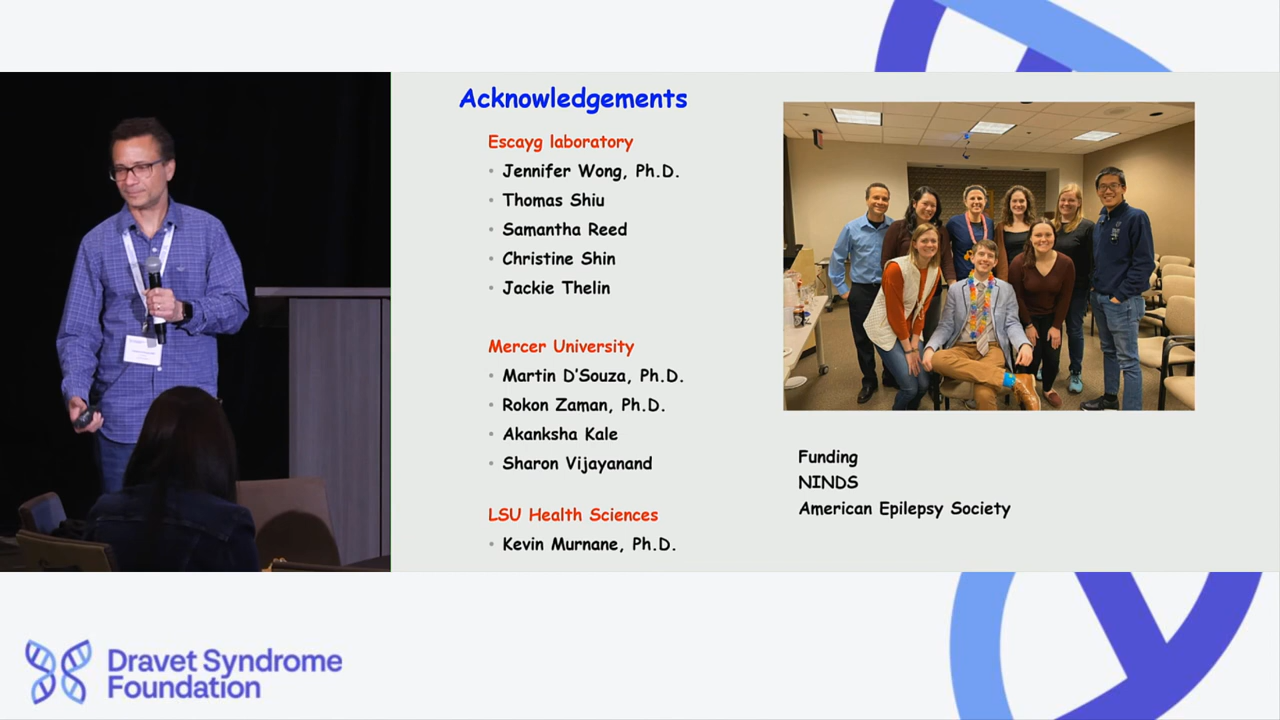 Acknowledgements
Escayg laboratory
• Jennifer Wong, Ph.D.
• Thomas Shiu
• Samantha Reed
• Christine Shin
• Jackie Thelin
Mercer University
• Martin D'Souza, Ph.D.
• Rokon Zaman, Ph.D.
• Akanksha Kale
• Sharon Vijayanand
LSU Health Sciences
• Kevin Murnane, Ph.D.
Funding
NINDS
American Epilepsy Society
Dravet Syndrome
Foundation